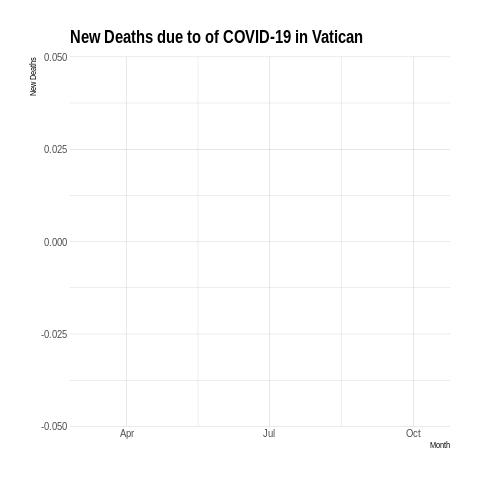 New Deaths due to of COVID-19 in Vatican
New Deaths
0.050
0.025
0.000
-0.025
-0.050
Apr
Jul
Oct
Month